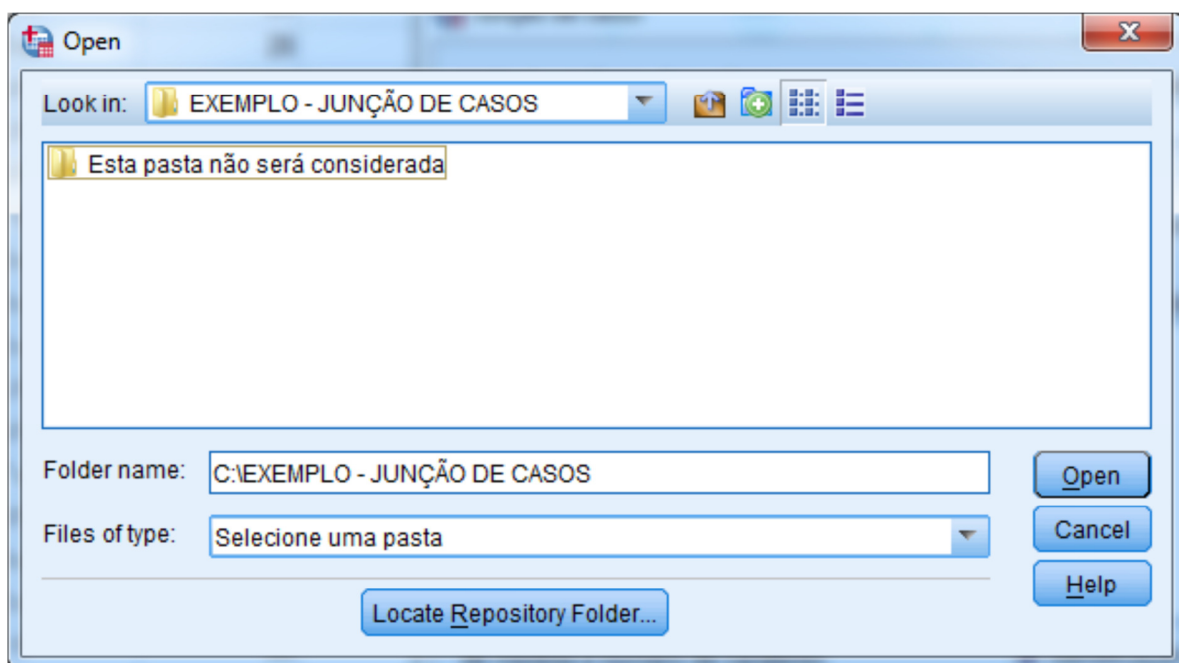 Open
Look in: EXEMPLO - JUNÇÃO DE CASOS
Esta pasta não será considerada
Folder name: C:\EXEMPLO - JUNÇÃO DE CASOS
Open
Files of type: Selecione uma pasta
Cancel
Help
Locate Repository Folder...